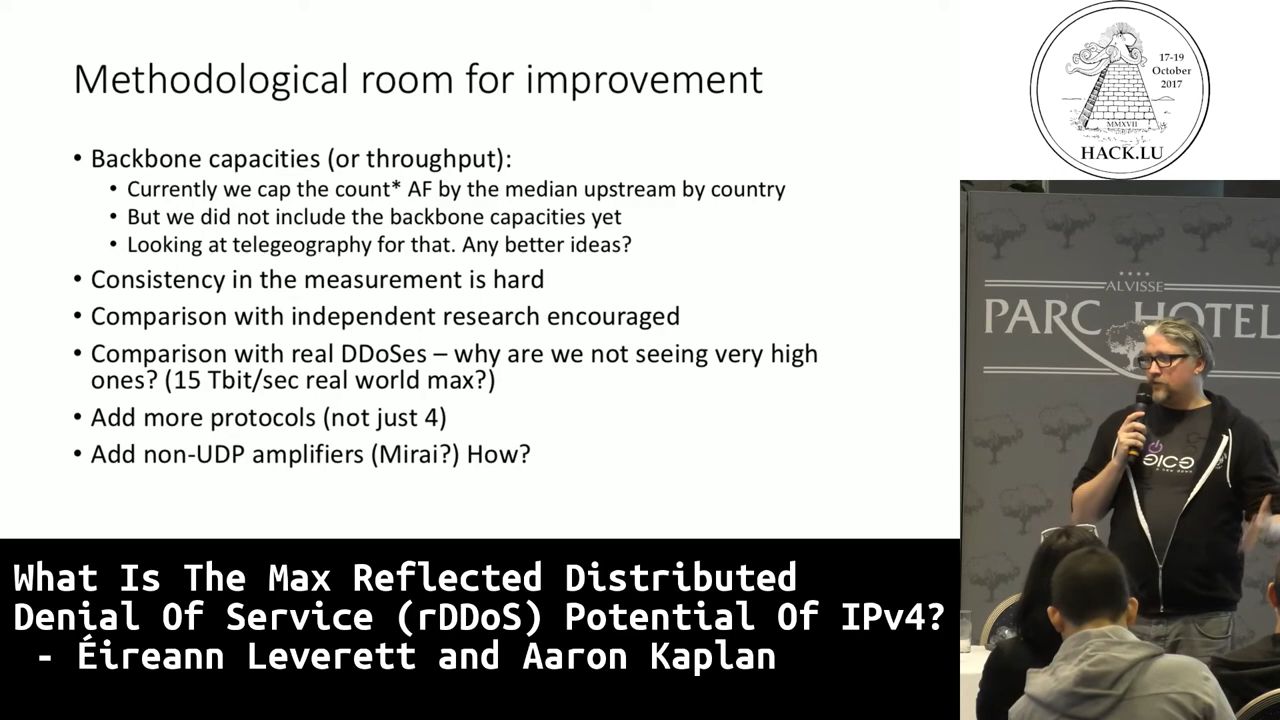 Methodological room for improvement
• Backbone capacities (or throughput):
• Currently we cap the count* AF by the median upstream by country
• But we did not include the backbone capacities yet
• Looking at telegeography for that. Any better ideas?
• Consistency in the measurement is hard
• Comparison with independent research encouraged
• Comparison with real DDoSes – why are we not seeing very high
ones? (15 Tbit/sec real world max?)
• Add more protocols (not just 4)
• Add non-UDP amplifiers (Mirai?) How?
17-19
October
2017
MMXVII
HACK.LU
ALVISSE
PARC HOTEL
What Is The Max Reflected Distributed
Denial Of Service (rDDoS) Potential Of IPv4?
- Éireann Leverett and Aaron Kaplan